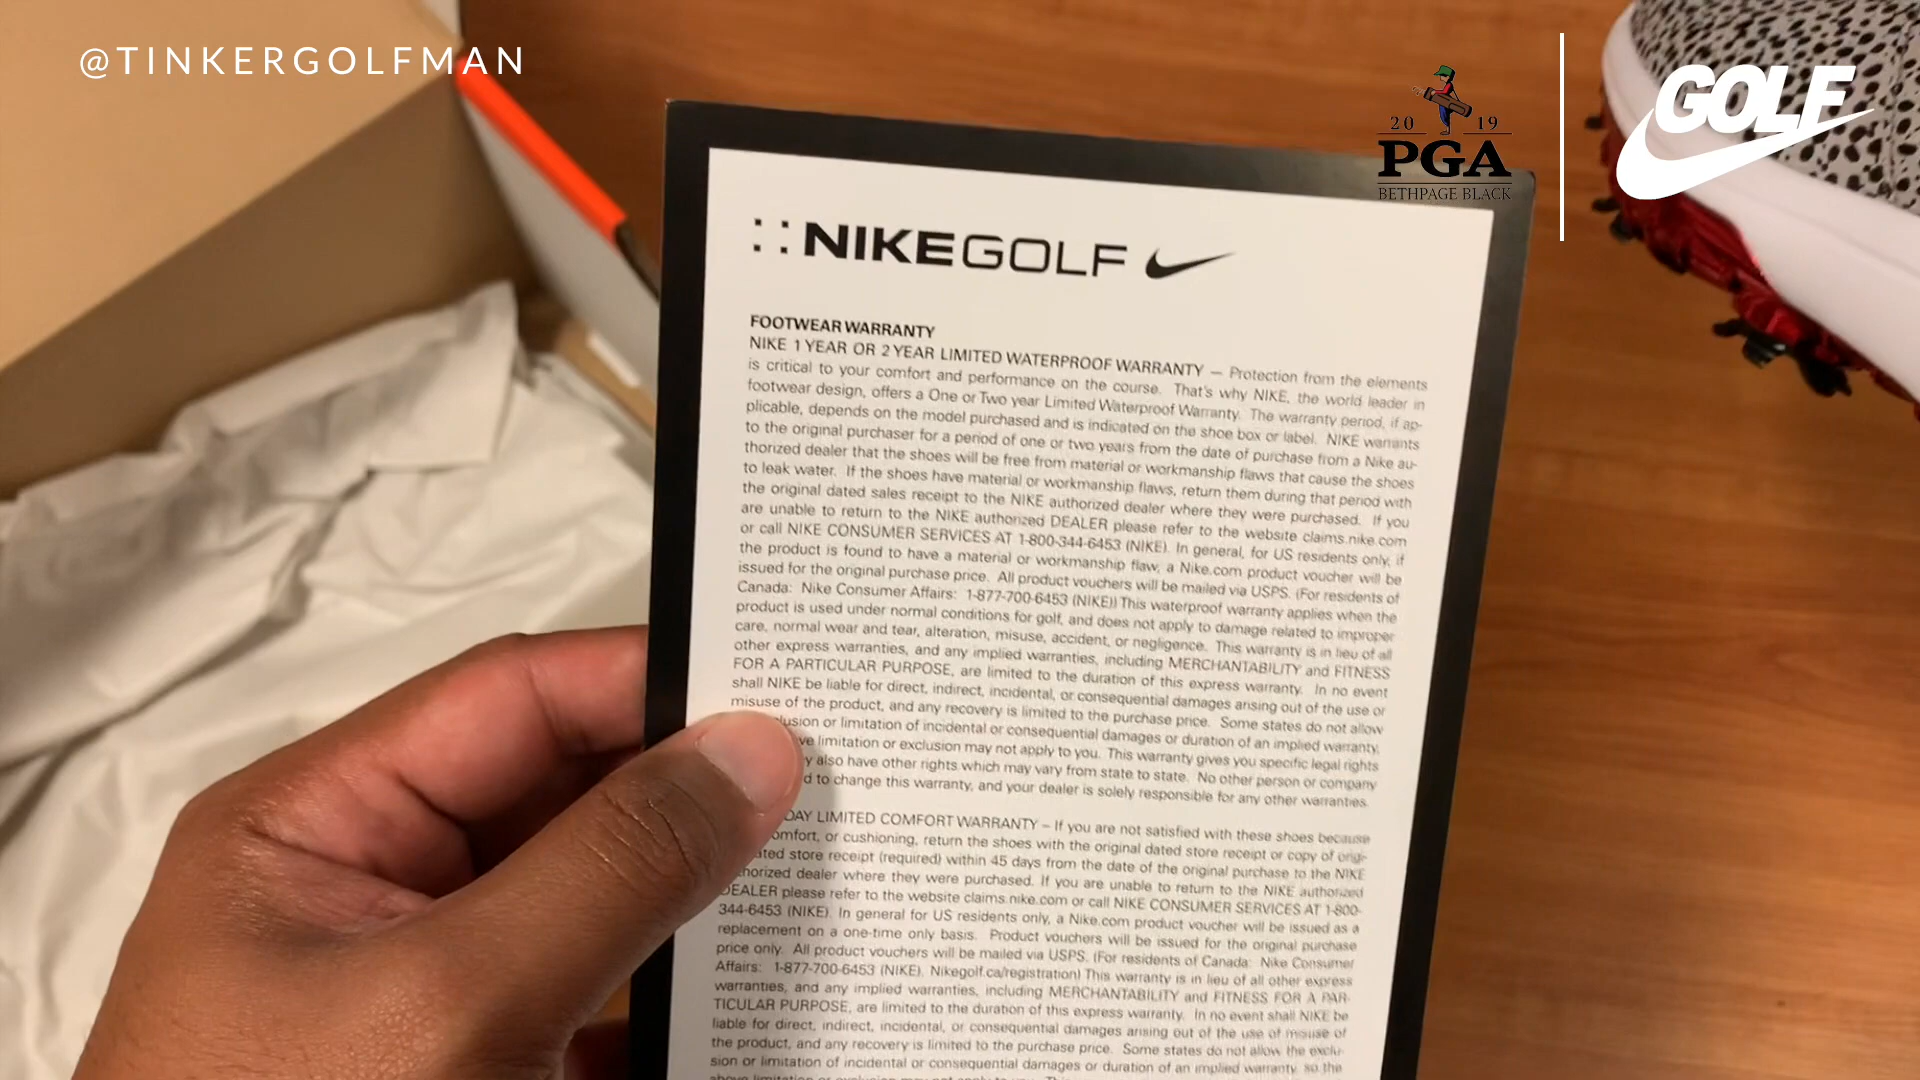 @TINKERGOLFMAN
20 19
PGA
BETHPAGE BLACK
GOLF
NIKEGOLF
FOOTWEAR WARRANTY
NIKE 1 YEAR OR 2 YEAR LIMITED WATERPROOF WARRANTY – Protection from the elements
is critical to your comfort and performance on the course. That's why NIKE, the world leader in
footwear design, offers a One or Two year Limited Waterproof Warranty. The warranty period, if ap-
plicable, depends on the model purchased and is indicated on the shoe box or label. NIKE warrants
to the original purchaser for a period of one or two years from the date of purchase from a Nike au-
thorized dealer that the shoes will be free from material or workmanship flaws that cause the shoes
to leak water. If the shoes have material or workmanship flaws, return them during that period with
the original dated sales receipt to the NIKE authorized dealer where they were purchased. If you
are unable to return to the NIKE authorized DEALER please refer to the website claims.nike.com
or call NIKE CONSUMER SERVICES AT 1-800-344-6453 (NIKE). In general, for US residents only, if
the product is found to have a material or workmanship flaw, a Nike.com product voucher will be
issued for the original purchase price. All product vouchers will be mailed via USPS. (For residents of
Canada: Nike Consumer Affairs: 1-877-700-6453 (NIKE)) This waterproof warranty applies when the
product is used under normal conditions for golf, and does not apply to damage related to improper
care, normal wear and tear, alteration, misuse, accident, or negligence. This warranty is in lieu of all
other express warranties, and any implied warranties, including MERCHANTABILITY and FITNESS
FOR A PARTICULAR PURPOSE, are limited to the duration of this express warranty. In no event
shall NIKE be liable for direct, indirect, incidental, or consequential damages arising out of the use or
misuse of the product, and any recovery is limited to the purchase price. Some states do not allow
lusion or limitation of incidental or consequential damages or duration of an implied warranty,
ve limitation or exclusion may not apply to you. This warranty gives you specific legal rights
y also have other rights which may vary from state to state. No other person or company
d to change this warranty, and your dealer is solely responsible for any other warranties.
DAY LIMITED COMFORT WARRANTY – If you are not satisfied with these shoes because
omfort, or cushioning, return the shoes with the original dated store receipt or copy of origi-
ated store receipt (required) within 45 days from the date of the original purchase to the NIKE
horized dealer where they were purchased. If you are unable to return to the NIKE authorized
DEALER please refer to the website claims.nike.com or call NIKE CONSUMER SERVICES AT 1-800-
344-6453 (NIKE). In general for US residents only, a Nike.com product voucher will be issued as a
replacement on a one-time only basis. Product vouchers will be issued for the original purchase
price only. All product vouchers will be mailed via USPS. (For residents of Canada: Nike Consumer
Affairs: 1-877-700-6453 (NIKE). Nikegolf.ca/registration) This warranty is in lieu of all other express
warranties, and any implied warranties, including MERCHANTABILITY and FITNESS FOR A PAR-
TICULAR PURPOSE, are limited to the duration of this express warranty. In no event shall NIKE be
liable for direct, indirect, incidental, or consequential damages arising out of the use of misuse of
the product, and any recovery is limited to the purchase price. Some states do not allow the exclu-
sion or limitation of incidental or consequential damages or duration of an implied warranty, so the